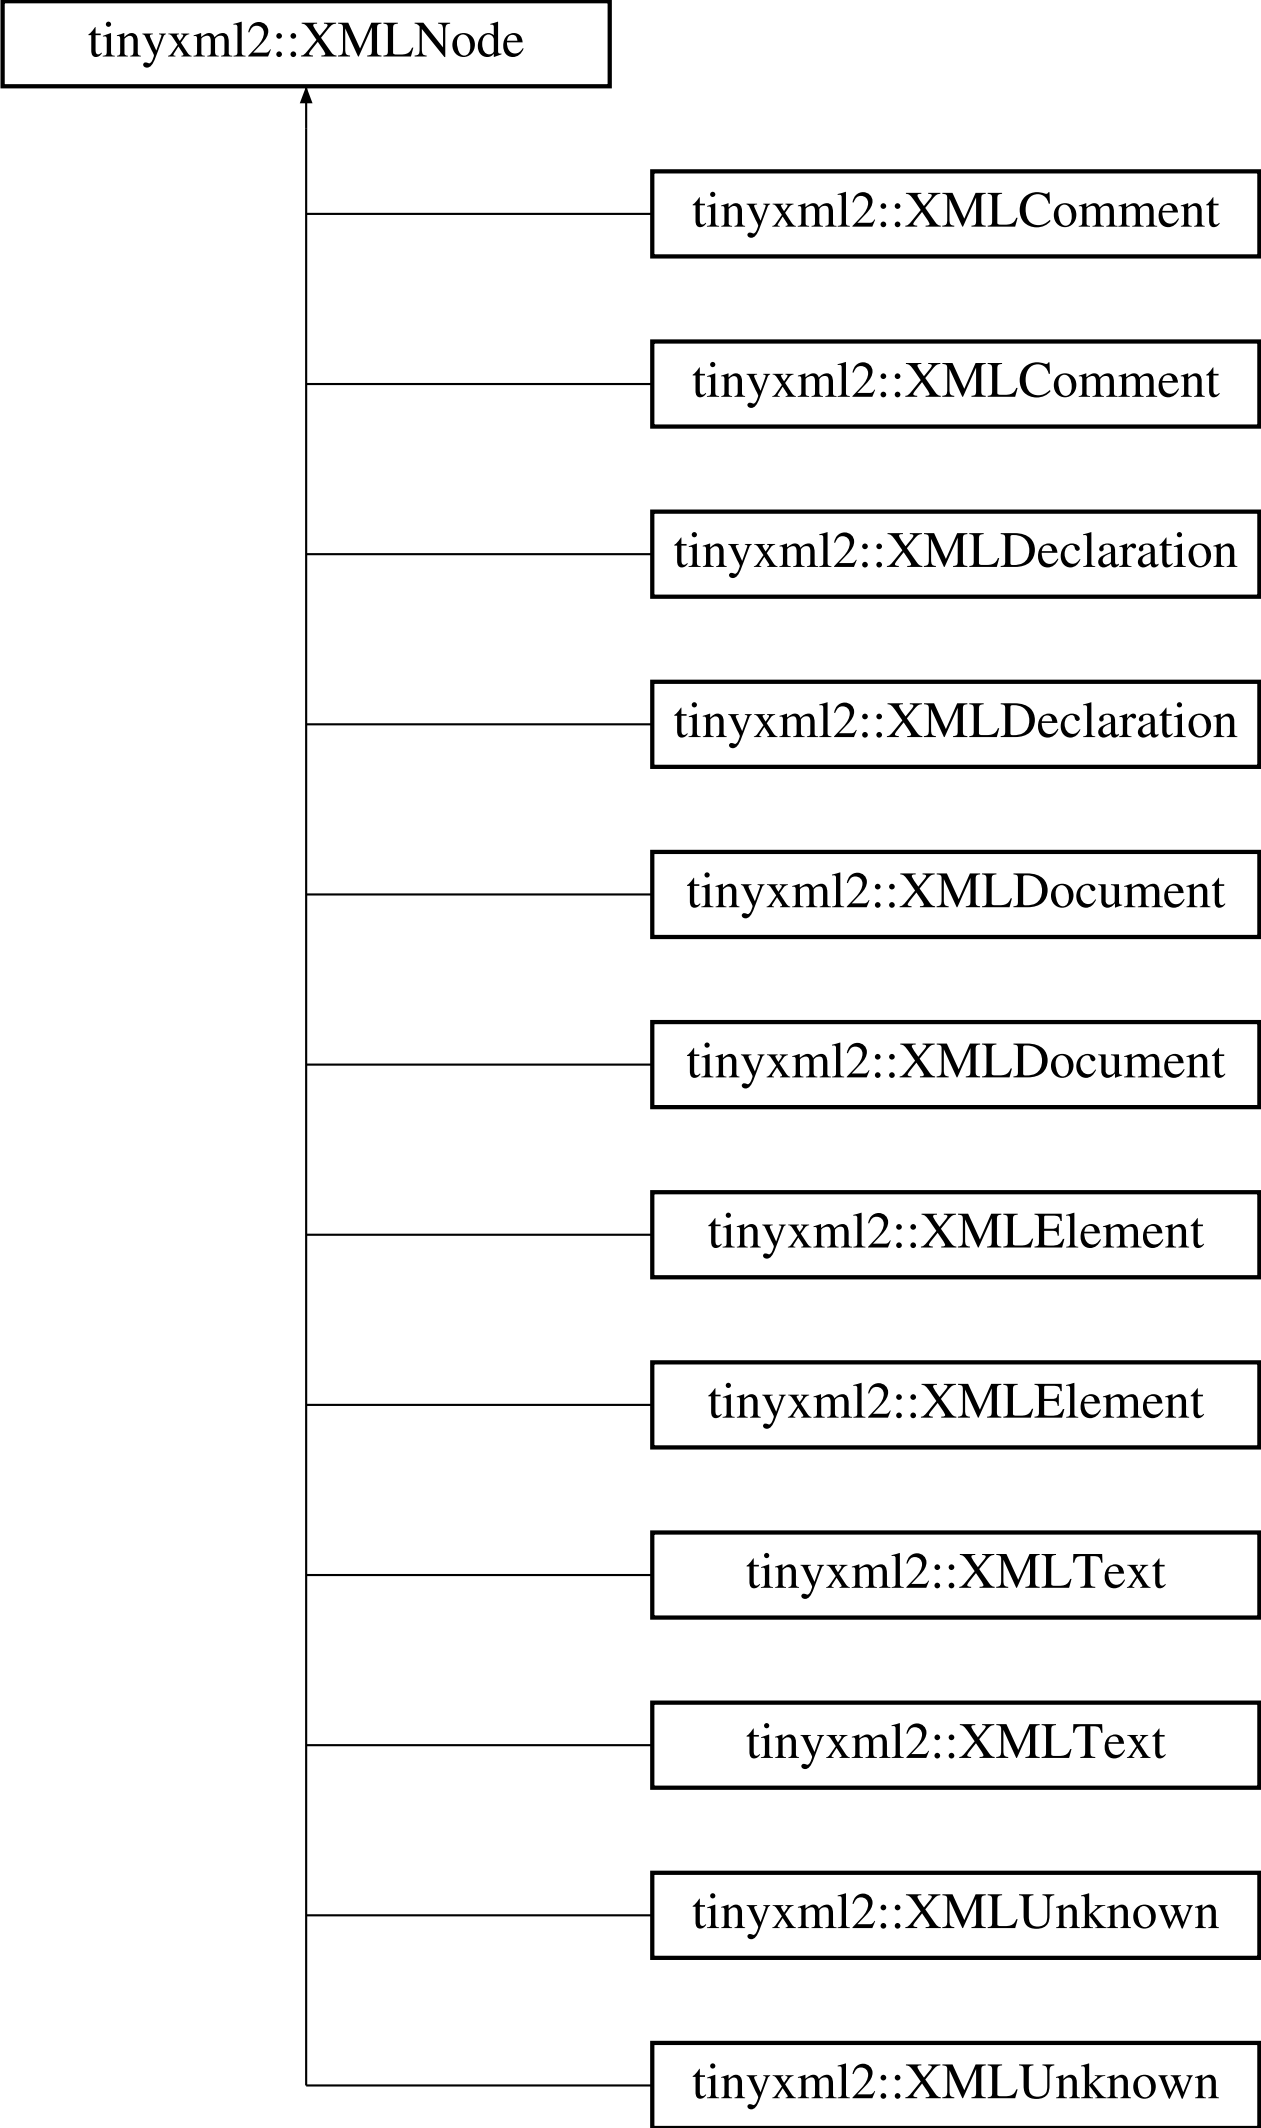 tinyxml2::XMLNode
tinyxml2::XMLComment
tinyxml2::XMLComment
tinyxml2::XMLDeclaration
tinyxml2::XMLDeclaration
tinyxml2::XMLDocument
tinyxml2::XMLDocument
tinyxml2::XMLElement
tinyxml2::XMLElement
tinyxml2::XMLText
tinyxml2::XMLText
tinyxml2::XMLUnknown
tinyxml2::XMLUnknown